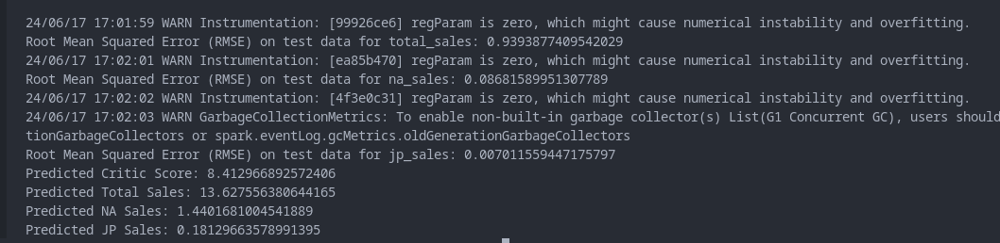 24/06/17 17:01:59 WARN Instrumentation: [99926ce6] regParam is zero, which might cause numerical instability and overfitting.
Root Mean Squared Error (RMSE) on test data for total_sales: 0.9393877409542029
24/06/17 17:02:01 WARN Instrumentation: [ea85b470] regParam is zero, which might cause numerical instability and overfitting.
Root Mean Squared Error (RMSE) on test data for na_sales: 0.08681589951307789
24/06/17 17:02:02 WARN Instrumentation: [4f3e0c31] regParam is zero, which might cause numerical instability and overfitting.
24/06/17 17:02:03 WARN GarbageCollectionMetrics: To enable non-built-in garbage collector(s) List(G1 Concurrent GC), users should
tionGarbageCollectors or spark.eventLog.gcMetrics.oldGenerationGarbageCollectors
Root Mean Squared Error (RMSE) on test data for jp_sales: 0.007011559447175797
Predicted Critic Score: 8.412966892572406
Predicted Total Sales: 13.627556380644165
Predicted NA Sales: 1.4401681004541889
Predicted JP Sales: 0.18129663578991395